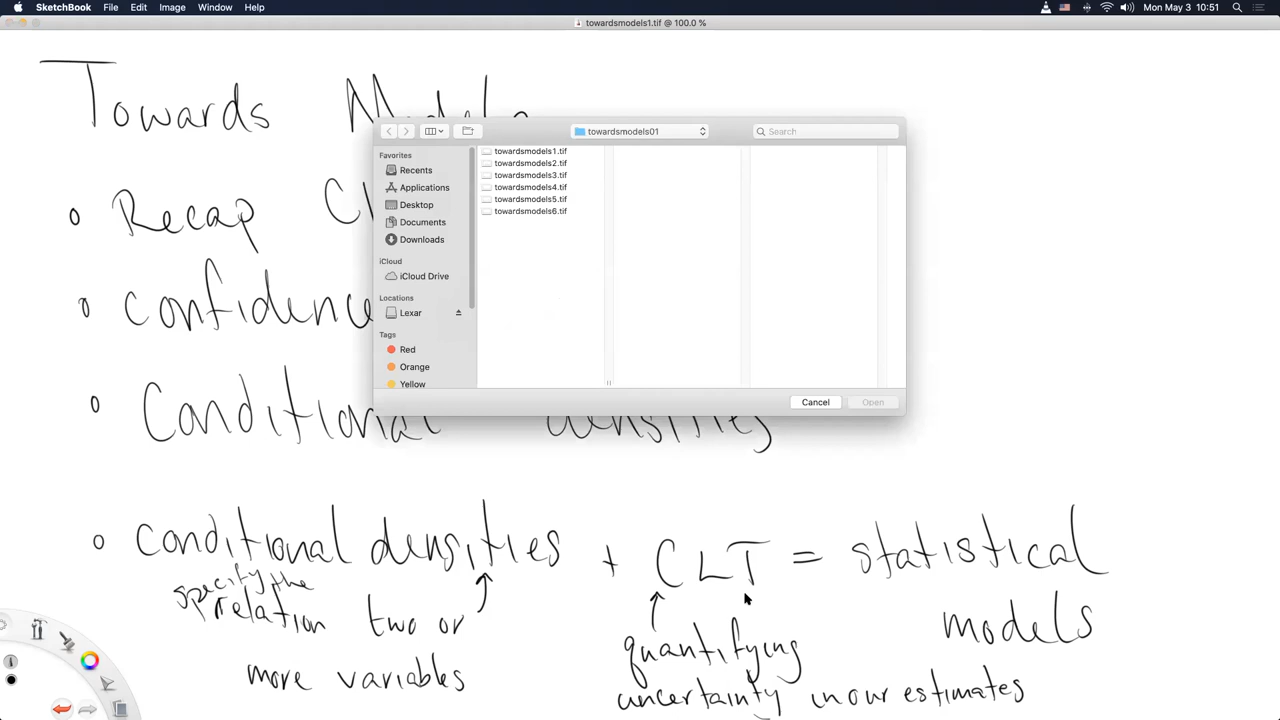 SketchBook File Edit Image Window Help Mon May 3 10:51
towardsmodels1.tif @ 100.0 %
Towards
towardsmodels01 Search
Favorites
Recents
Applications
Desktop
Documents
Downloads
iCloud
iCloud Drive
Locations
Lexar
Tags
Red
Orange
Yellow
towardsmodels1.tif
towardsmodels2.tif
towardsmodels3.tif
towardsmodels4.tif
towardsmodels5.tif
towardsmodels6.tif
Cancel Open
Recap
confidence
Conditional densities
conditional densities + CLT = statistical
models
specify the
relation two or
more variables
quantifying
uncertainty in our estimates